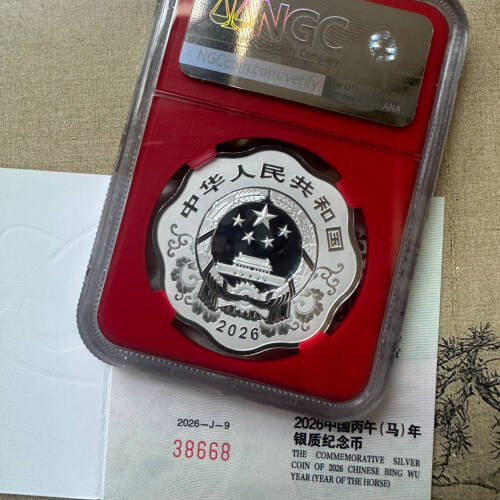 NGC
NGCcoin.com/verify
ANA
中华人民共和国
2026
2026-J-9
38668
2026中国丙午(马)年
银质纪念币
THE COMMEMORATIVE SILVER
COIN OF 2026 CHINESE BING WU
YEAR (YEAR OF THE HORSE)